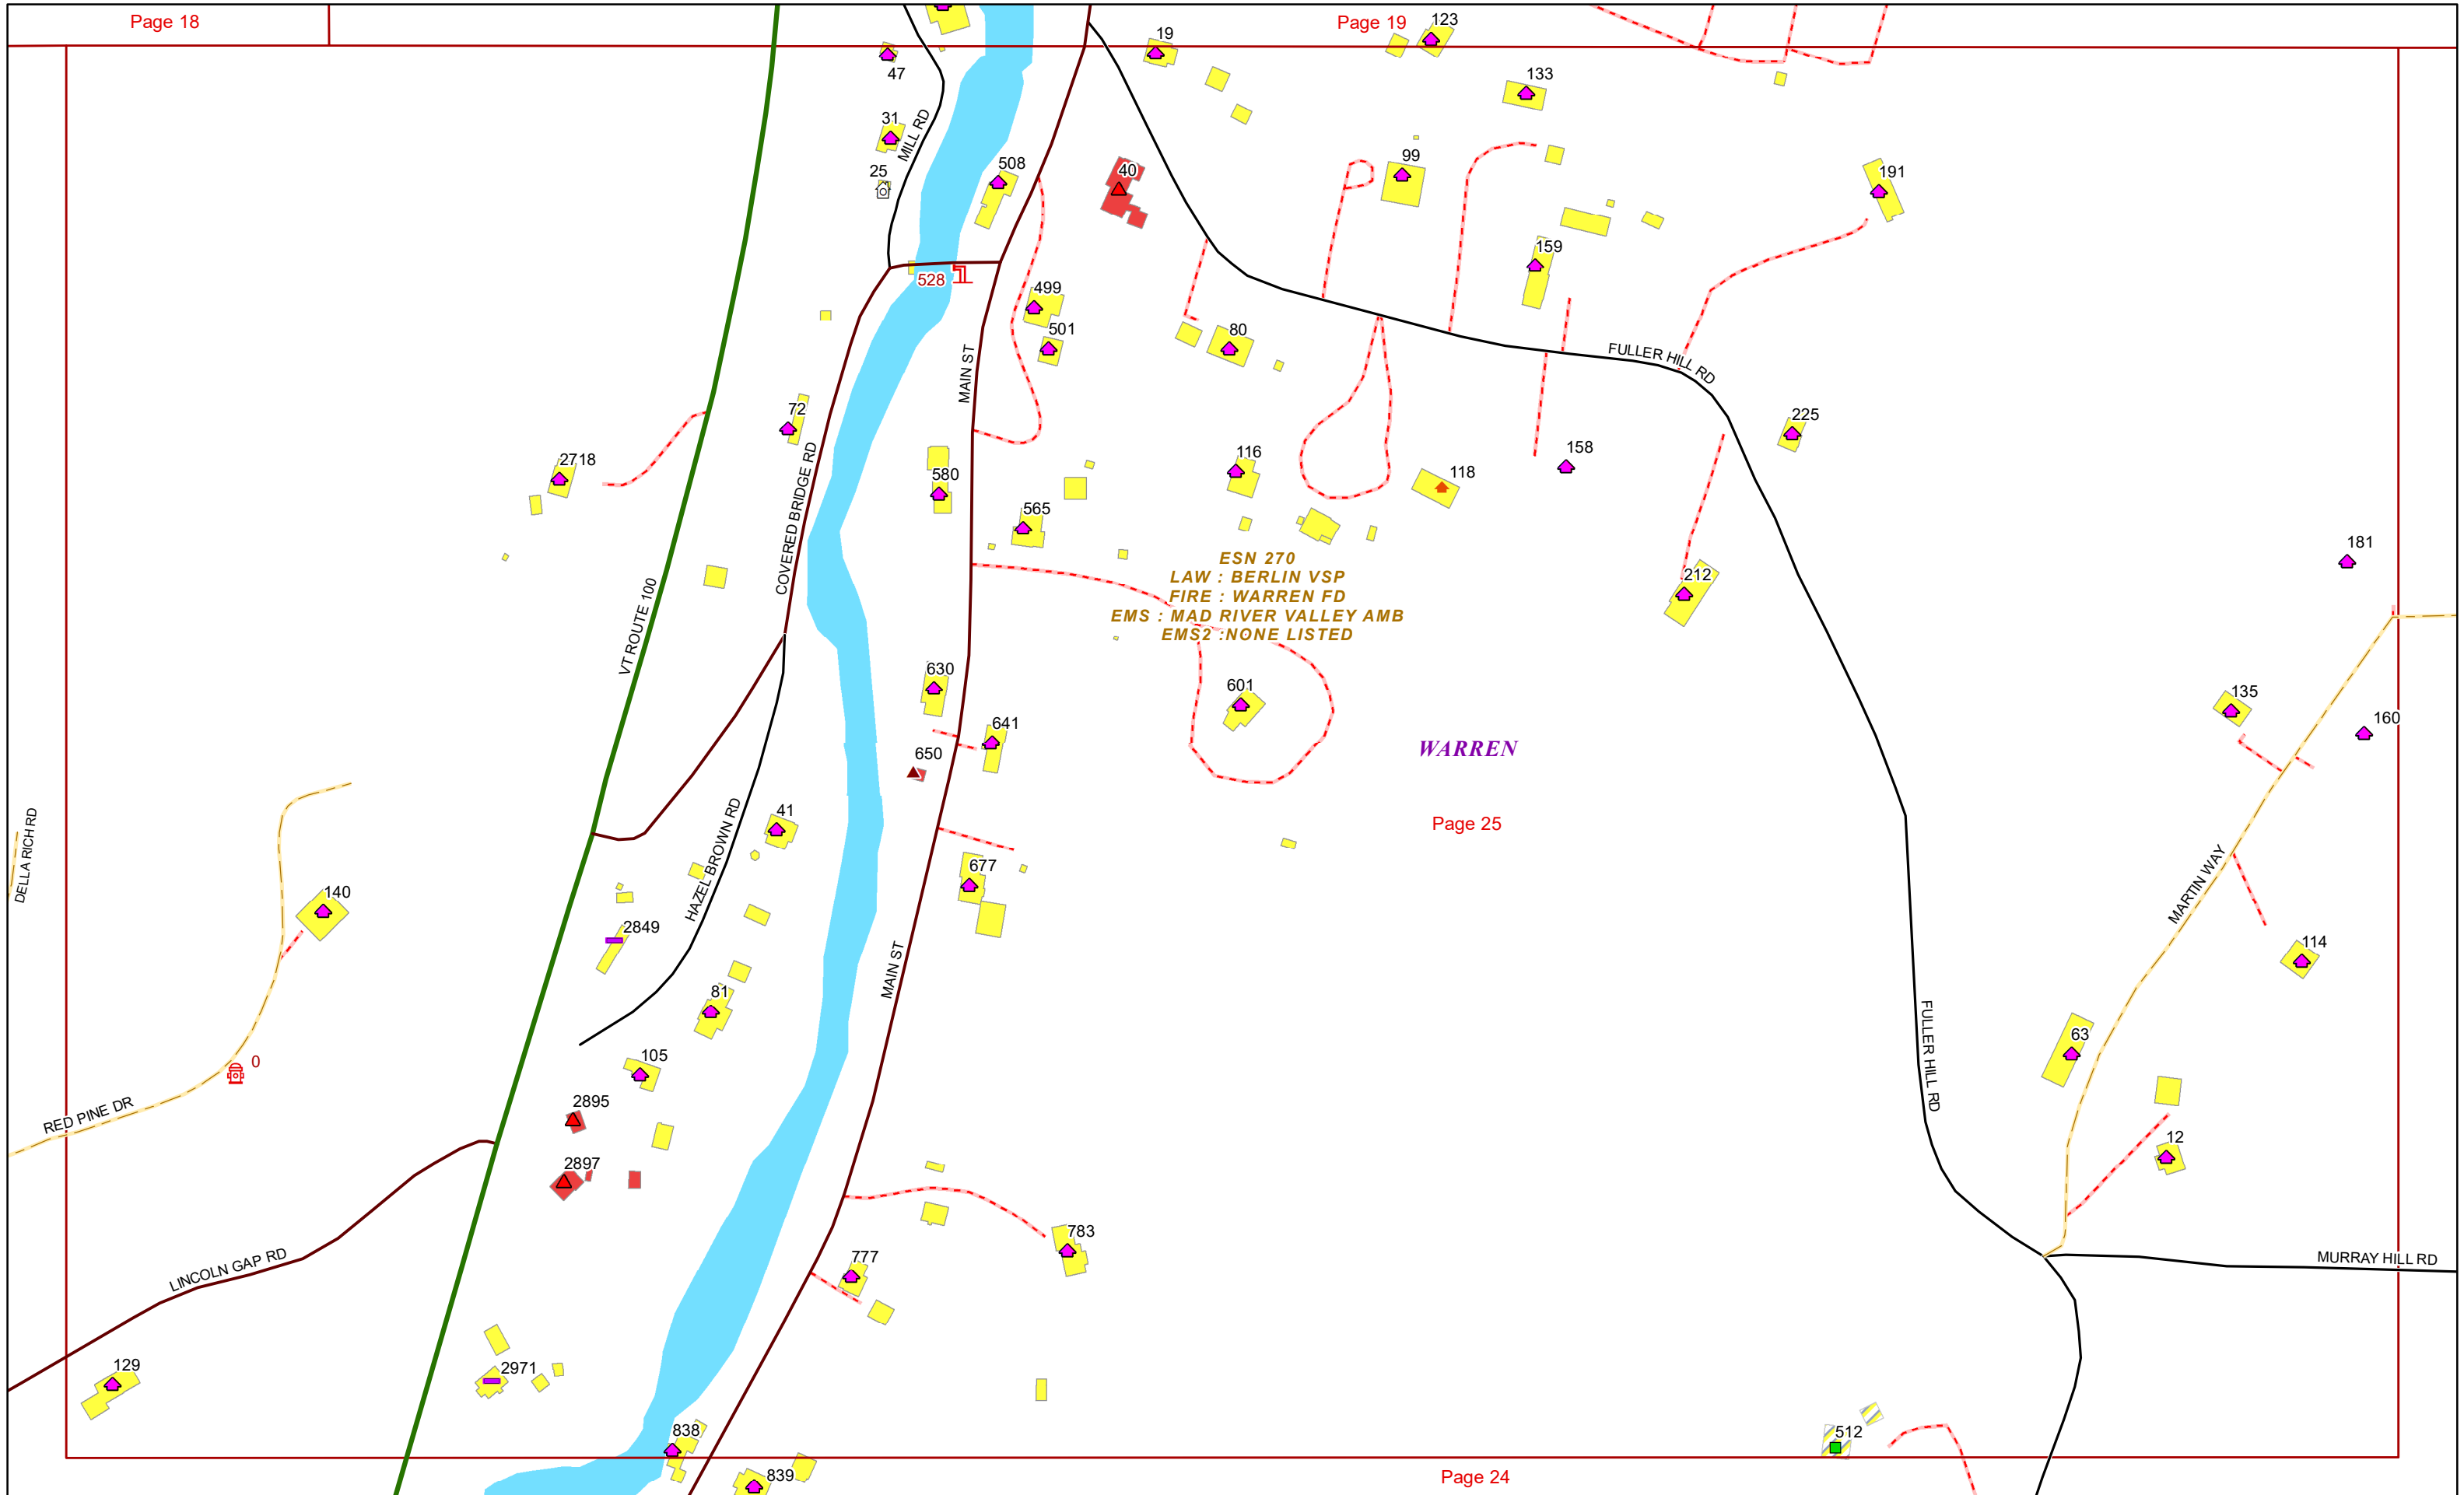 Page 18
Page 19
123
19
47
133
31
MILL RD
508
40
99
25
191
159
528
499
501
80
MAIN ST
FULLER HILL RD
72
225
2718
116
118
158
580
COVERED BRIDGE RD
565
181
ESN 270
LAW : BERLIN VSP
FIRE : WARREN FD
EMS : MAD RIVER VALLEY AMB
EMS2 :NONE LISTED
212
VT ROUTE 100
630
601
135
641
160
WARREN
650
Page 25
41
DELLA RICH RD
HAZEL BROWN RD
677
MARTIN WAY
140
2849
114
MAIN ST
81
63
FULLER HILL RD
105
0
2895
RED PINE DR
12
2897
783
777
LINCOLN GAP RD
MURRAY HILL RD
129
2971
838
512
839
Page 24